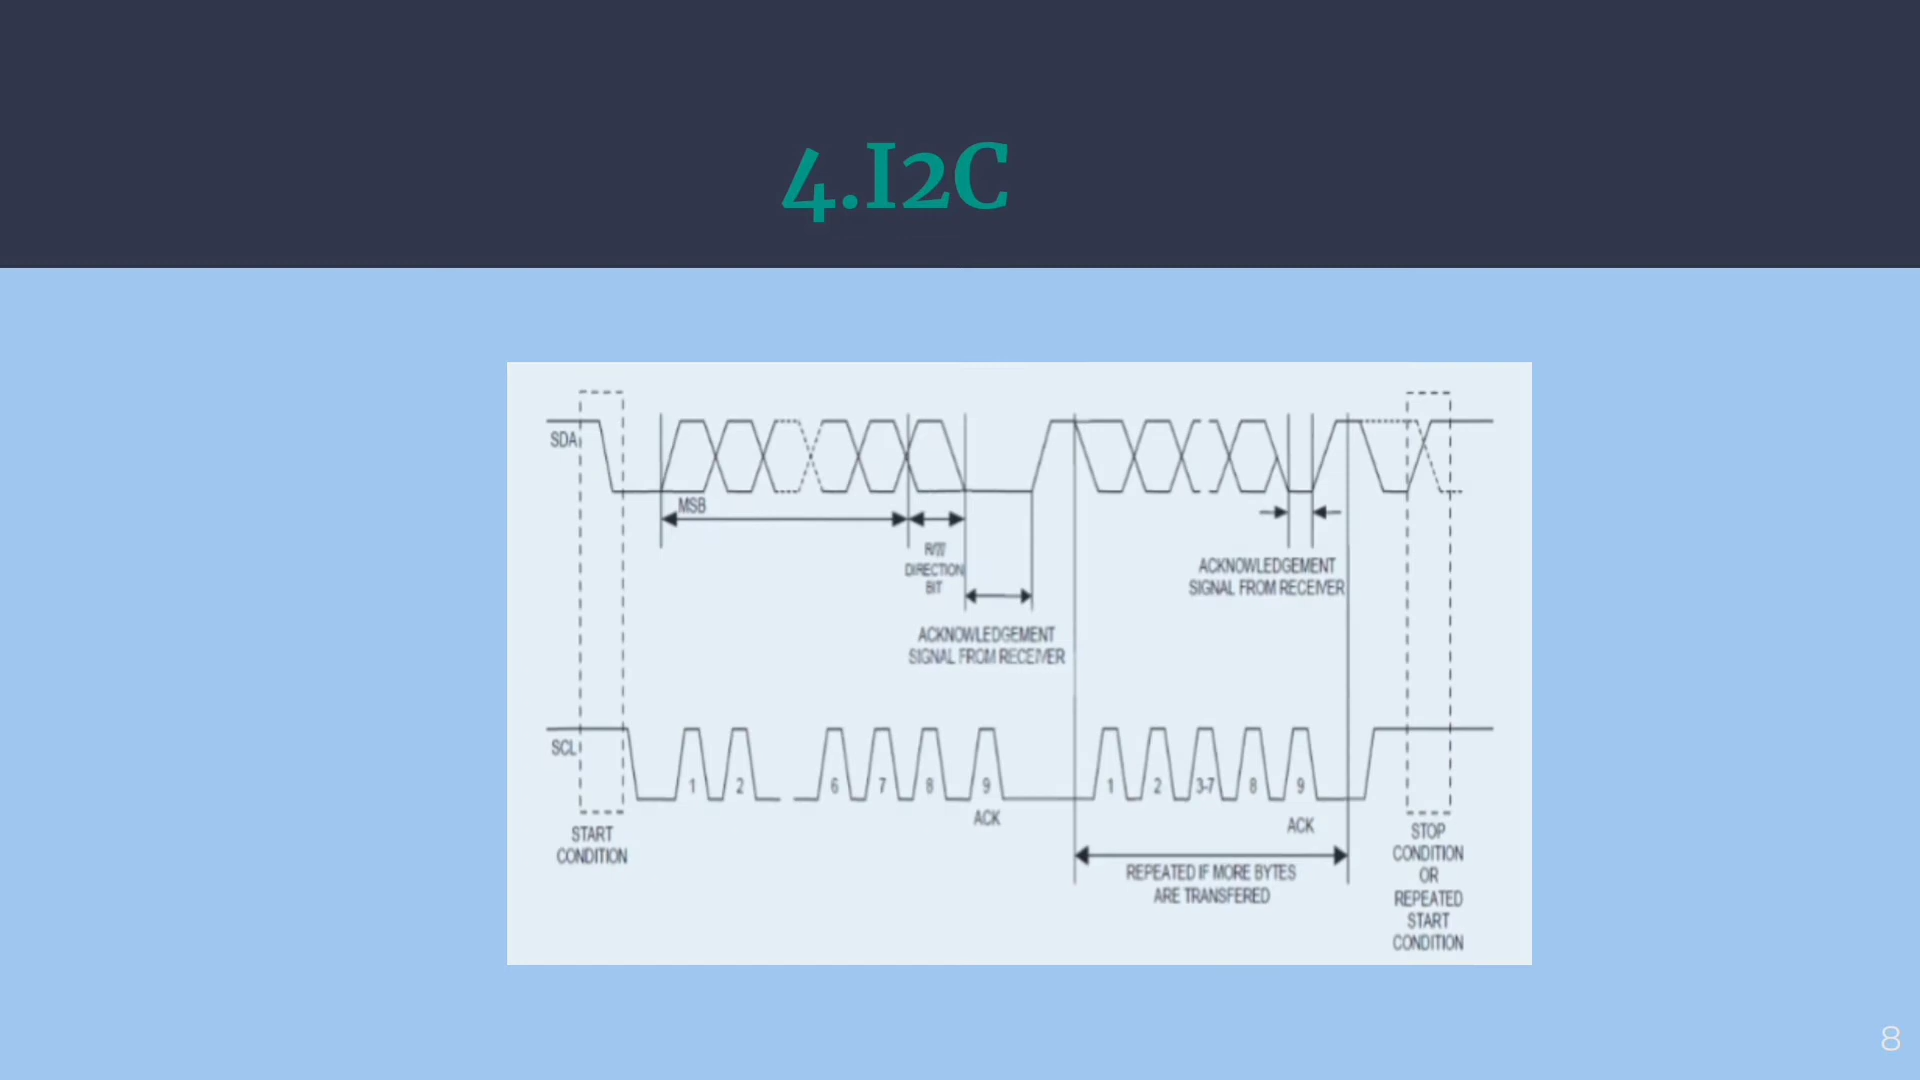 4.I2C
SDA
MSB
DIRECTION
BIT
ACKNOWLEDGEMENT
SIGNAL FROM RECEIVER
ACKNOWLEDGEMENT
SIGNAL FROM RECEIVER
SCL
1 2 6 7 8 9 1 2 3-7 8 9
ACK
ACK
START
CONDITION
REPEATED IF MORE BYTES
ARE TRANSFERED
STOP
CONDITION
OR
REPEATED
START
CONDITION
8